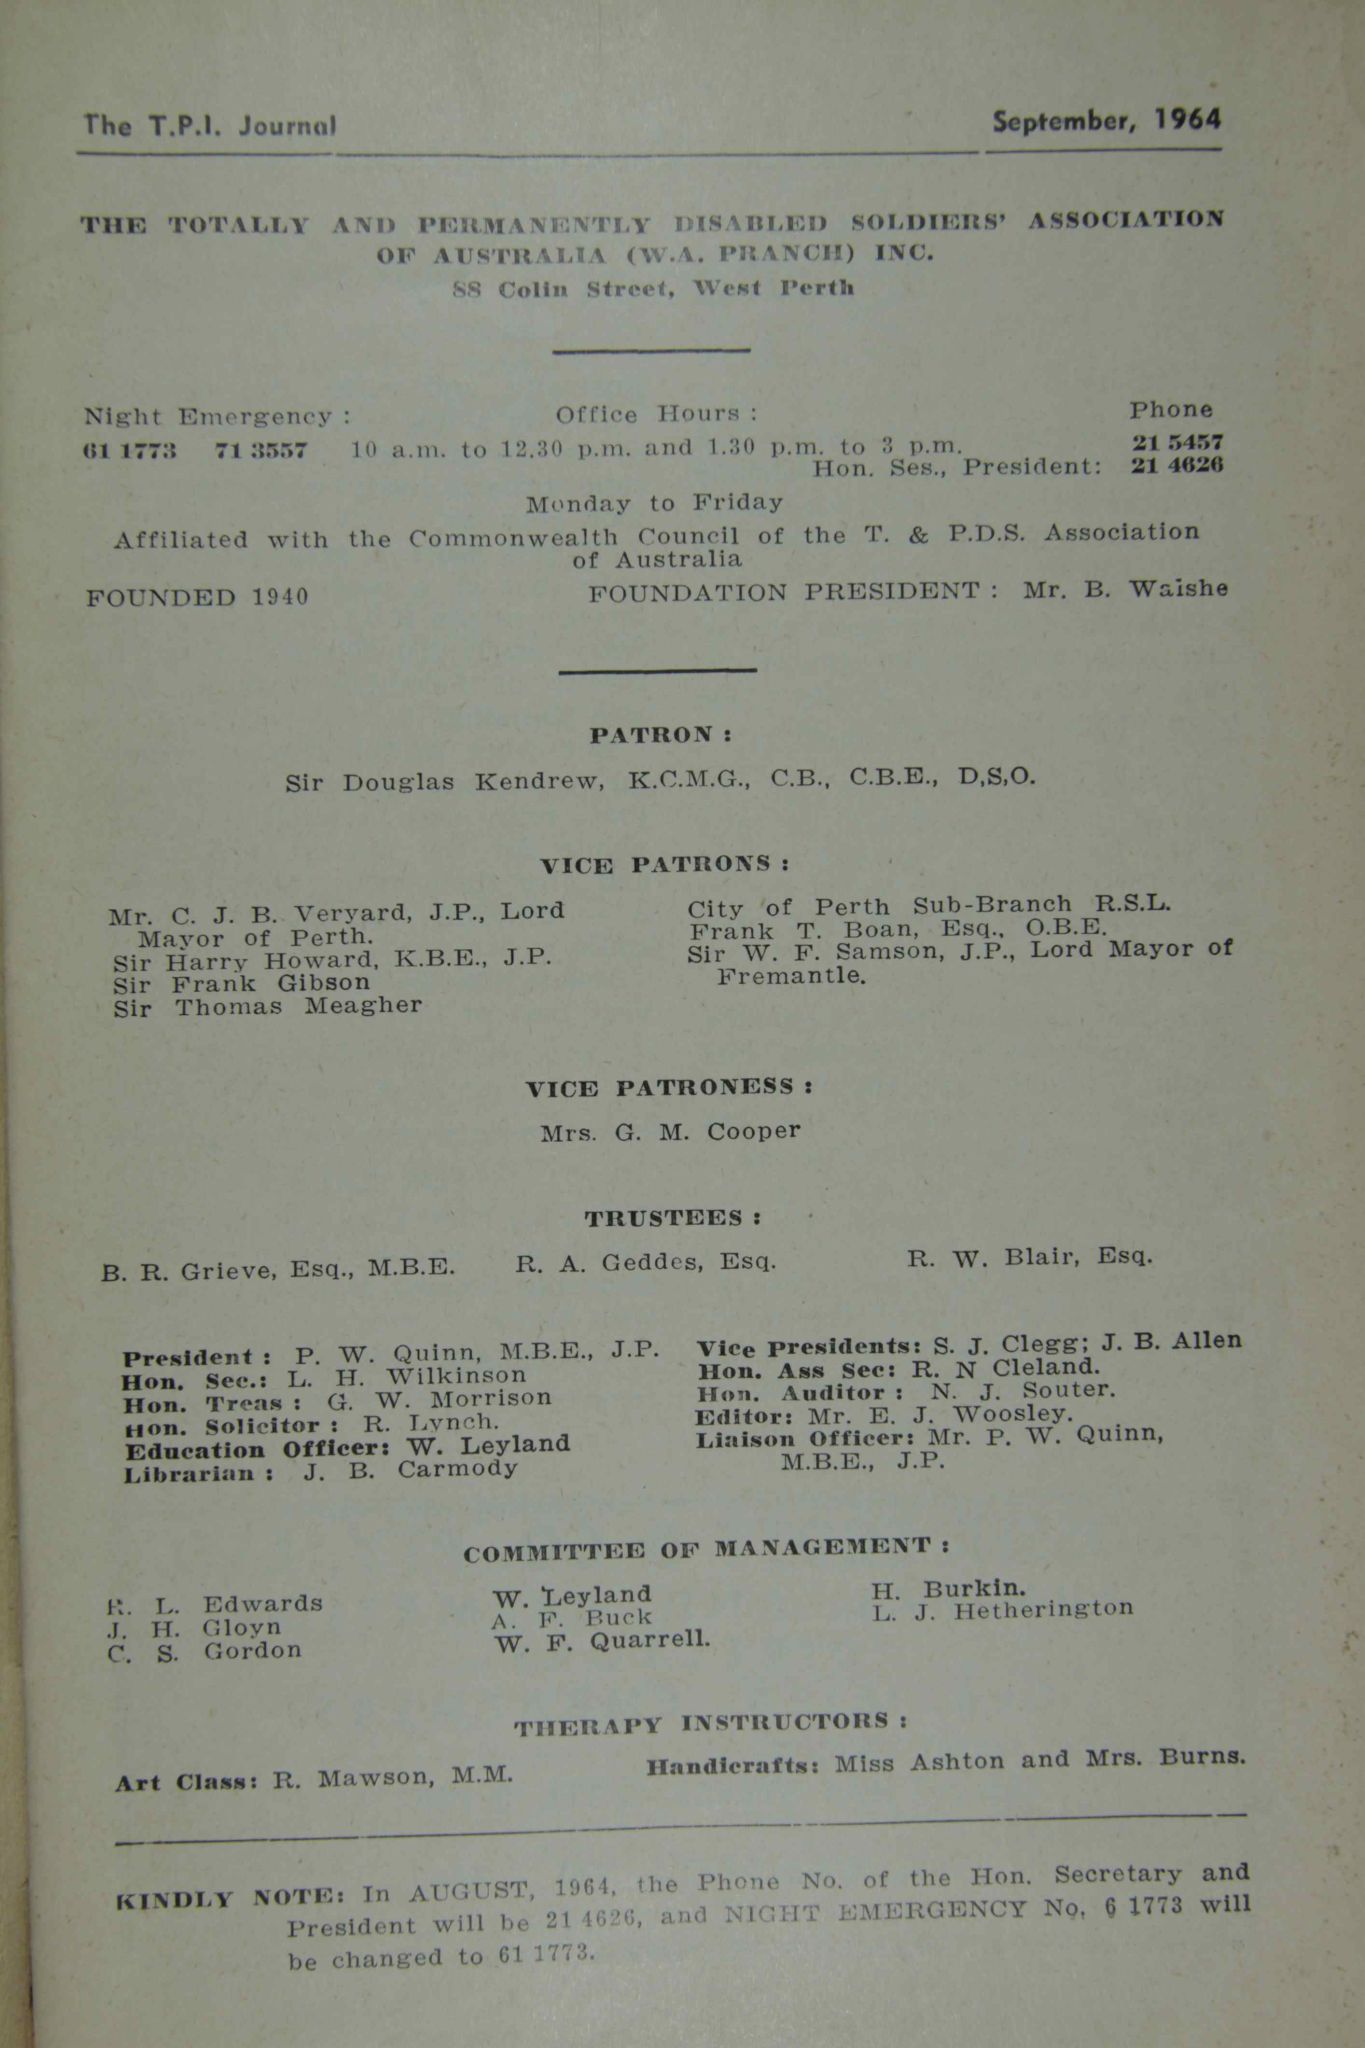 The T.P.I. Journal September, 1964
THE TOTALLY AND PERMANENTLY DISABLED SOLDIERS' ASSOCIATION
OF AUSTRALIA (W.A. PRANCH) INC.
88 Colin Street, West Perth
Night Emergency : Office Hours : Phone
61 1773 71 3557 10 a.m. to 12.30 p.m. and 1.30 p.m. to 3 p.m. 21 5457
Hon. Ses., President: 21 4626
Monday to Friday
Affiliated with the Commonwealth Council of the T. & P.D.S. Association
of Australia
FOUNDED 1940 FOUNDATION PRESIDENT : Mr. B. Waishe
PATRON :
Sir Douglas Kendrew, K.C.M.G., C.B., C.B.E., D,S,O.
VICE PATRONS :
Mr. C. J. B. Veryard, J.P., Lord
Mayor of Perth.
Sir Harry Howard, K.B.E., J.P.
Sir Frank Gibson
Sir Thomas Meagher
City of Perth Sub-Branch R.S.L.
Frank T. Boan, Esq., O.B.E.
Sir W. F. Samson, J.P., Lord Mayor of
Fremantle.
VICE PATRONESS :
Mrs. G. M. Cooper
TRUSTEES :
B. R. Grieve, Esq., M.B.E. R. A. Geddes, Esq. R. W. Blair, Esq.
President : P. W. Quinn, M.B.E., J.P.
Hon. Sec.: L. H. Wilkinson
Hon. Treas : G. W. Morrison
Hon. Solicitor : R. Lynch.
Education Officer: W. Leyland
Librarian : J. B. Carmody
Vice Presidents: S. J. Clegg; J. B. Allen
Hon. Ass Sec: R. N Cleland.
Hon. Auditor : N. J. Souter.
Editor: Mr. E. J. Woosley.
Liaison Officer: Mr. P. W. Quinn,
M.B.E., J.P.
COMMITTEE OF MANAGEMENT :
L. Edwards
J. H. Gloyn
C. S. Gordon
W. Leyland
A. F. Buck
W. F. Quarrell.
H. Burkin.
L. J. Hetherington
THERAPY INSTRUCTORS :
Art Class: R. Mawson, M.M. Handicrafts: Miss Ashton and Mrs. Burns.
KINDLY NOTE: In AUGUST, 1964, the Phone No. of the Hon. Secretary and
President will be 21 4626, and NIGHT EMERGENCY No. 6 1773 will
be changed to 61 1773.